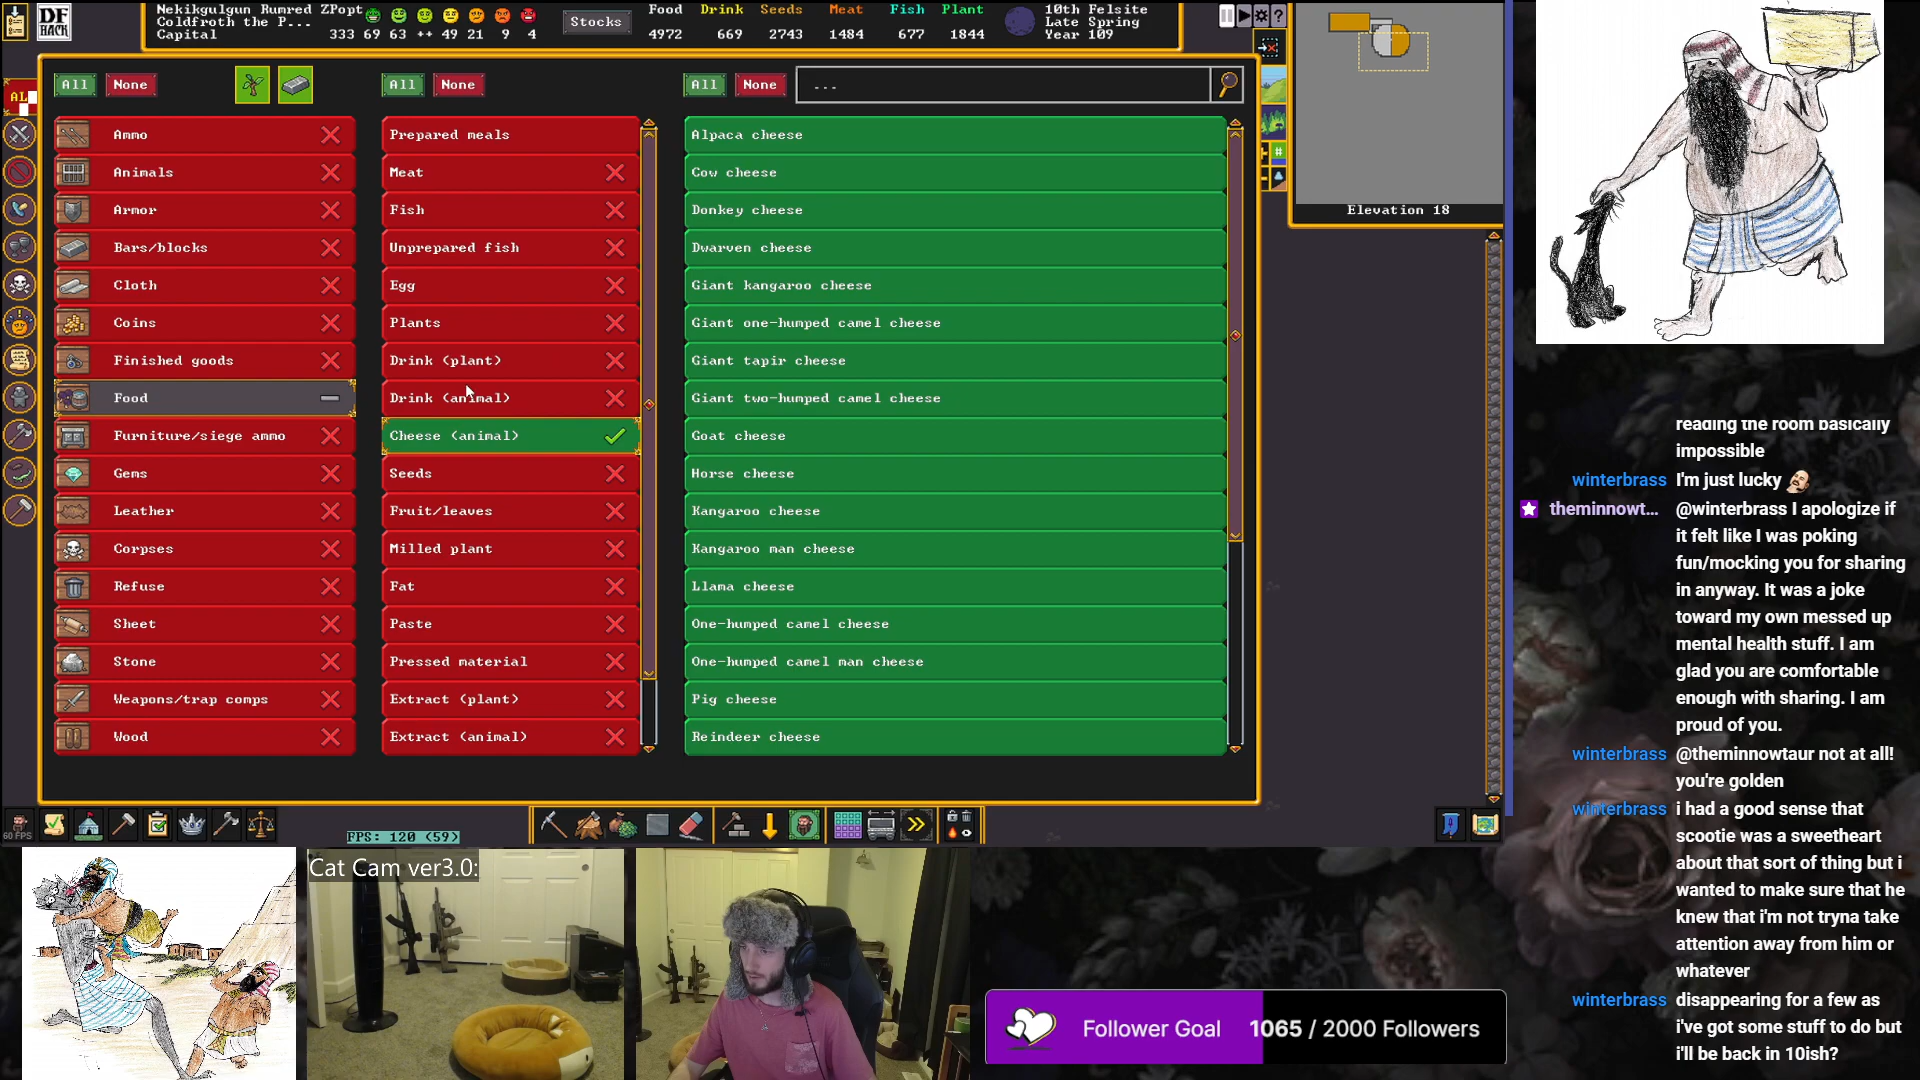 DF
HACK
Nekikgulgun Rumred ZPopt
Coldfroth the P...
Capital
333 69 63 ++ 49 21 9 4
Stocks
Food Drink Seeds Meat Fish Plant
4972 669 2743 1484 677 1844
10th Felsite
Late Spring
Year 109
AL
All None
All None
All None
...
Ammo
Animals
Armor
Bars/blocks
Cloth
Coins
Finished goods
Food
Furniture/siege ammo
Gems
Leather
Corpses
Refuse
Sheet
Stone
Weapons/trap comps
Wood
Prepared meals
Meat
Fish
Unprepared fish
Egg
Plants
Drink (plant)
Drink (animal)
Cheese (animal)
Seeds
Fruit/leaves
Milled plant
Fat
Paste
Pressed material
Extract (plant)
Extract (animal)
Alpaca cheese
Cow cheese
Donkey cheese
Dwarven cheese
Giant kangaroo cheese
Giant one-humped camel cheese
Giant tapir cheese
Giant two-humped camel cheese
Goat cheese
Horse cheese
Kangaroo cheese
Kangaroo man cheese
Llama cheese
One-humped camel cheese
One-humped camel man cheese
Pig cheese
Reindeer cheese
Elevation 18
60 FPS
FPS: 120 (59)
Cat Cam ver3.0:
Follower Goal 1065 / 2000 Followers
reading the room basically
impossible
winterbrass I'm just lucky
theminnowt... @winterbrass I apologize if
it felt like I was poking
fun/mocking you for sharing
in anyway. It was a joke
toward my own messed up
mental health stuff. I am
glad you are comfortable
enough with sharing. I am
proud of you.
winterbrass @theminnowtaur not at all!
you're golden
winterbrass i had a good sense that
scootie was a sweetheart
about that sort of thing but i
wanted to make sure that he
knew that i'm not tryna take
attention away from him or
whatever
winterbrass disappearing for a few as
i've got some stuff to do but
i'll be back in 10ish?